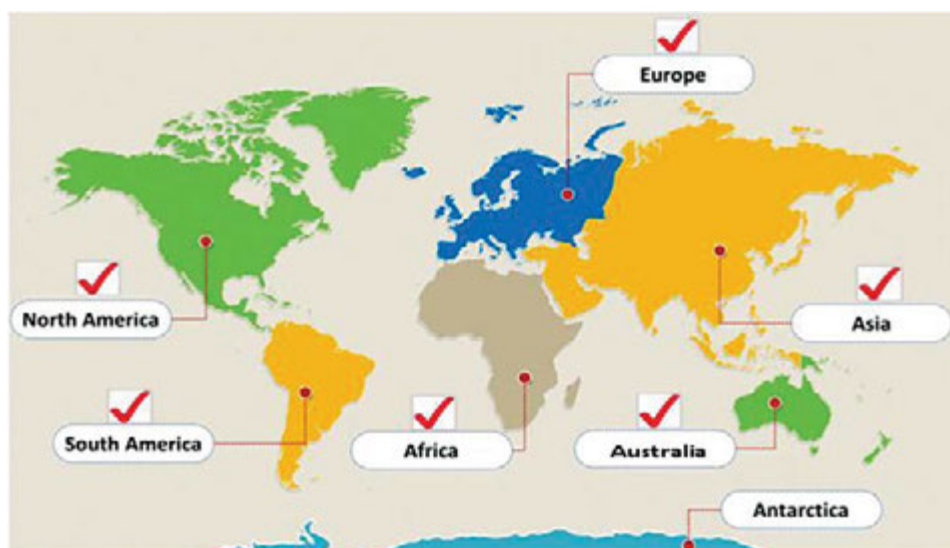 Europe
North America
Asia
South America
Africa
Australia
Antarctica